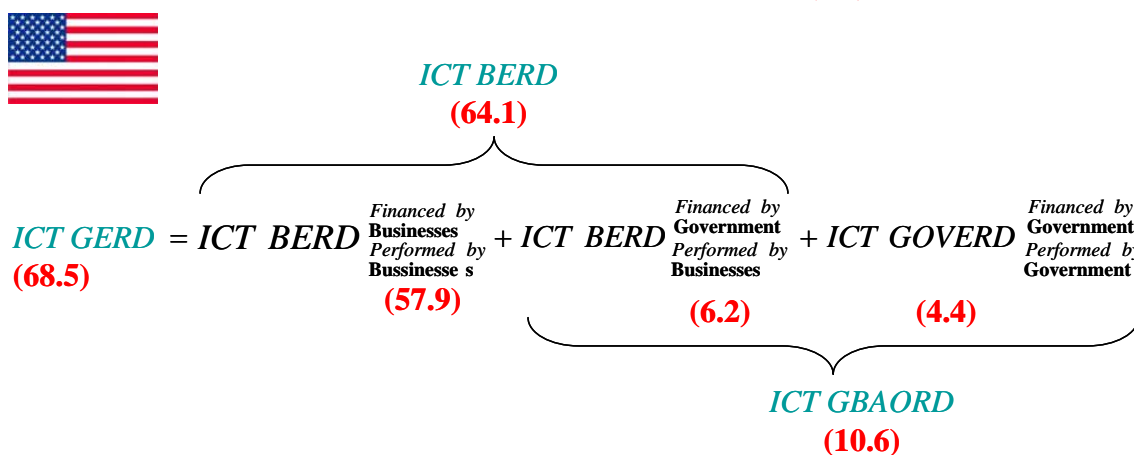 ICT BERD
(64.1)
ICT GERD = ICT BERD Financed by Businesses Performed by Bussinesse s + ICT BERD Financed by Government Performed by Businesses + ICT GOVERD Financed by Government Performed by Government
(68.5) (57.9) (6.2) (4.4)
ICT GBAORD
(10.6)